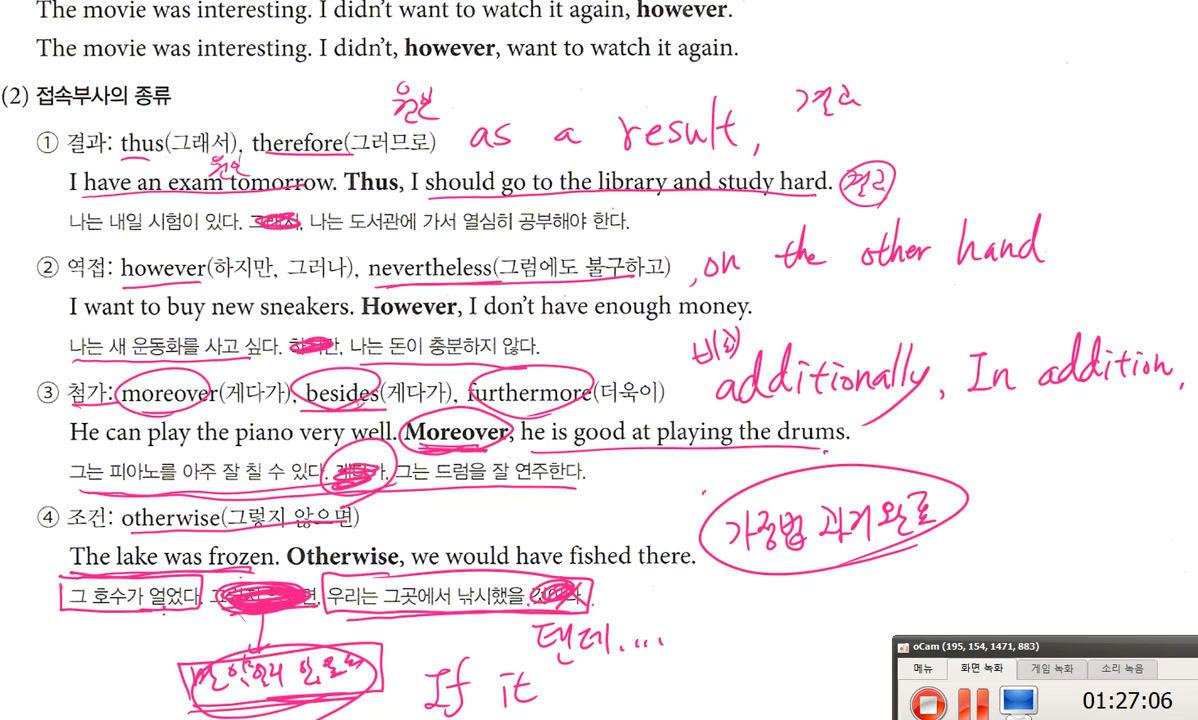 The movie was interesting. I didn't want to watch it again, however.
The movie was interesting. I didn't, however, want to watch it again.
(2) 접속부사의 종류
원인
결과
① 결과: thus(그래서), therefore(그러므로) as a result,
원인
I have an exam tomorrow. Thus, I should go to the library and study hard. 결과
나는 내일 시험이 있다. 그래서, 나는 도서관에 가서 열심히 공부해야 한다.
② 역접: however(하지만, 그러나), nevertheless(그럼에도 불구하고) , on the other hand
I want to buy new sneakers. However, I don't have enough money.
나는 새 운동화를 사고 싶다. 하지만, 나는 돈이 충분하지 않다.
③ 첨가: moreover(게다가), besides(게다가), furthermore(더욱이) additionally, In addition,
He can play the piano very well. Moreover, he is good at playing the drums.
그는 피아노를 아주 잘 칠 수 있다. 게다가, 그는 드럼을 잘 연주한다.
④ 조건: otherwise(그렇지 않으면)
가정법 과거완료
The lake was frozen. Otherwise, we would have fished there.
그 호수가 얼었다. 면, 우리는 그곳에서 낚시했을
텐데....
If it
oCam (195, 154, 1471, 883)
메뉴 화면 녹화 게임 녹화 소리 녹음
01:27:06